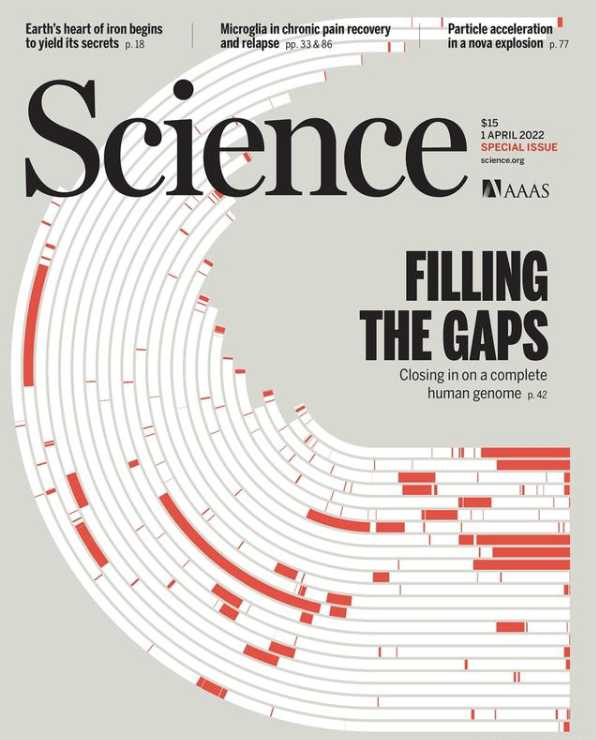 Earth's heart of iron begins
to yield its secrets p. 18
Microglia in chronic pain recovery
and relapse pp. 33 & 86
Particle acceleration
in a nova explosion p. 77
Science
$15
1 APRIL 2022
SPECIAL ISSUE
science.org
AAAS
FILLING
THE GAPS
Closing in on a complete
human genome p. 42